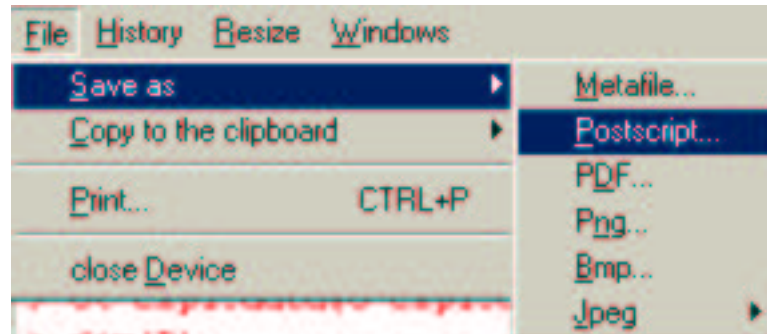 File History Resize Windows
Save as
Copy to the clipboard
Print... CTRL+P
close Device
Metafile...
Postscript...
PDF...
Png...
Bmp...
Jpeg